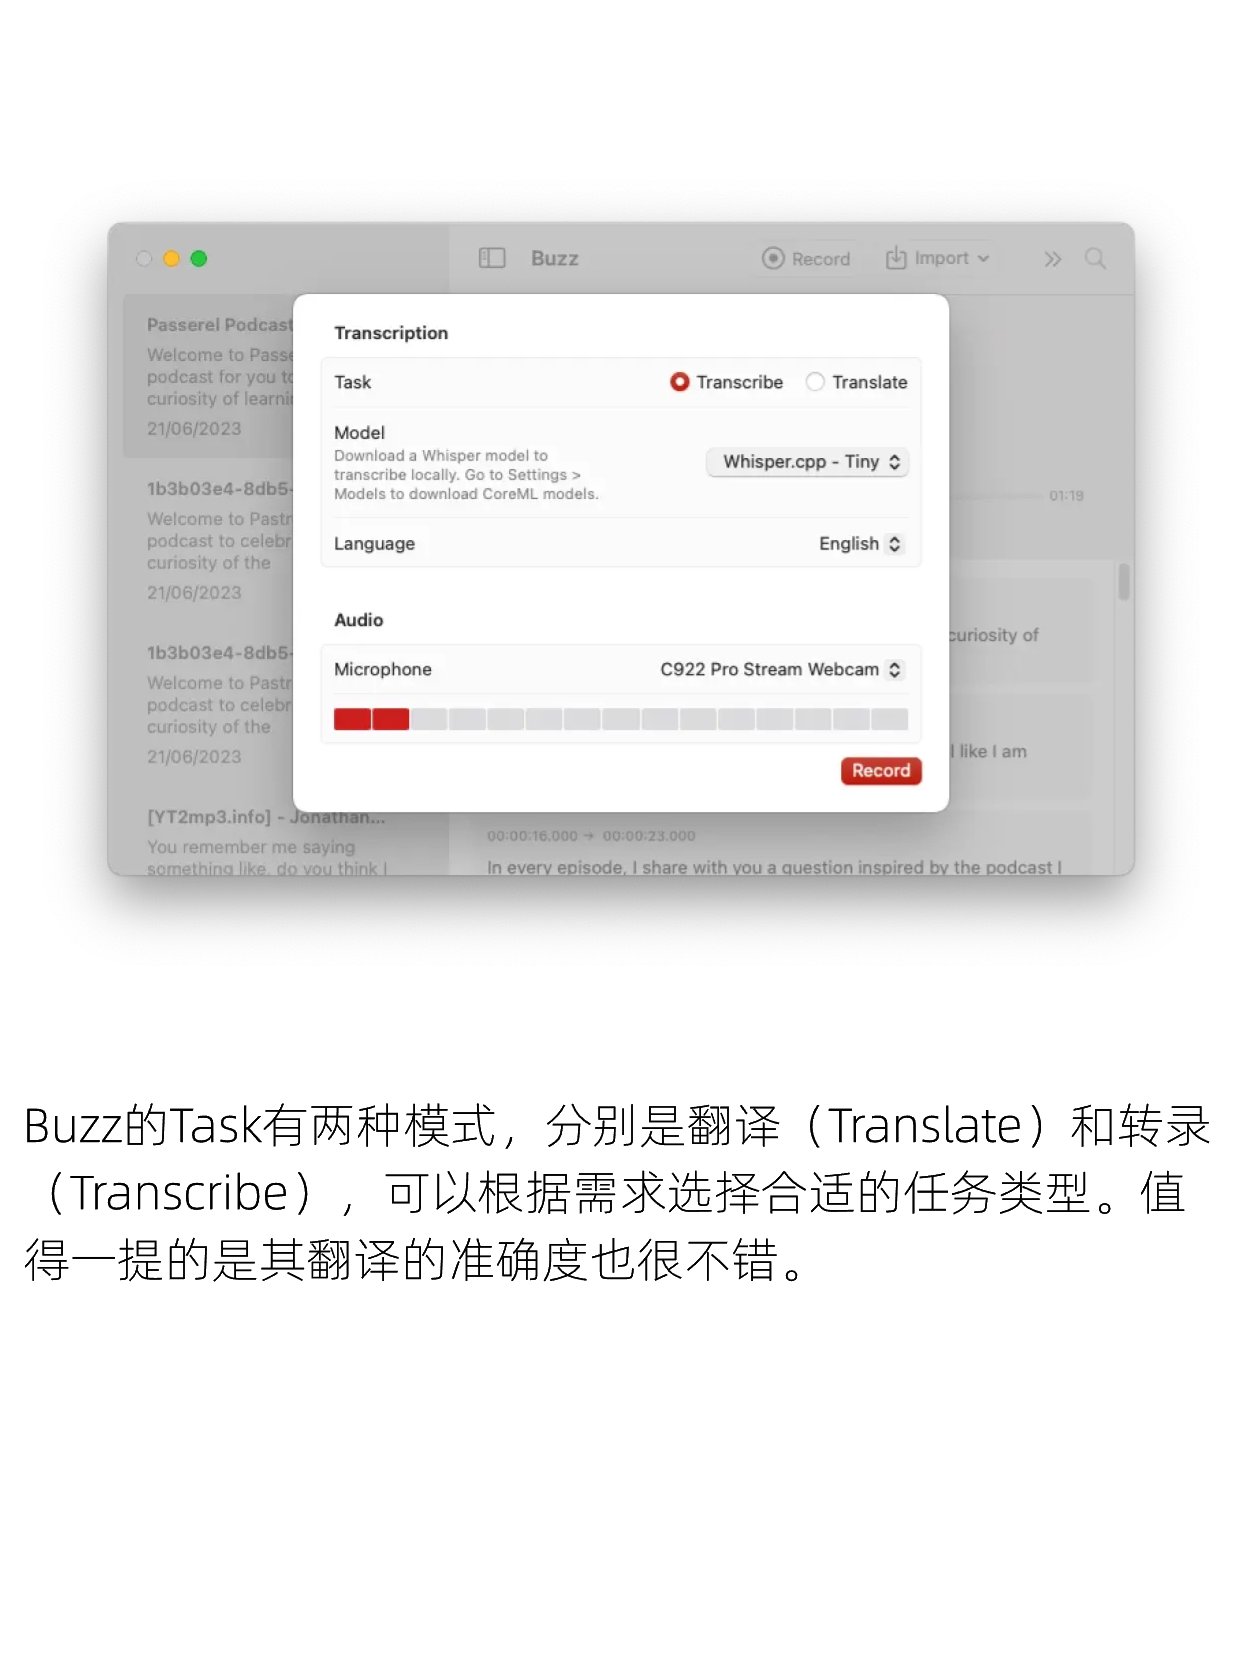 Buzz
Record
Import
Passerel Podcast
Welcome to Passe
podcast for you to
curiosity of learni
21/06/2023
1b3b03e4-8db5-
Welcome to Pastr
podcast to celebr
curiosity of the
21/06/2023
1b3b03e4-8db5-
Welcome to Pastr
podcast to celebr
curiosity of the
21/06/2023
[YT2mp3.info] - Jonathan...
You remember me saying
something like, do you think I
Transcription
Task
Transcribe
Translate
Model
Download a Whisper model to
transcribe locally. Go to Settings >
Models to download CoreML models.
Whisper.cpp - Tiny
Language
English
Audio
Microphone
C922 Pro Stream Webcam
Record
01:19
curiosity of
I like I am
00:00:16.000 → 00:00:23.000
In every episode, I share with you a question inspired by the podcast I
Buzz的Task有两种模式，分别是翻译（Translate）和转录
（Transcribe），可以根据需求选择合适的任务类型。值
得一提的是其翻译的准确度也很不错。